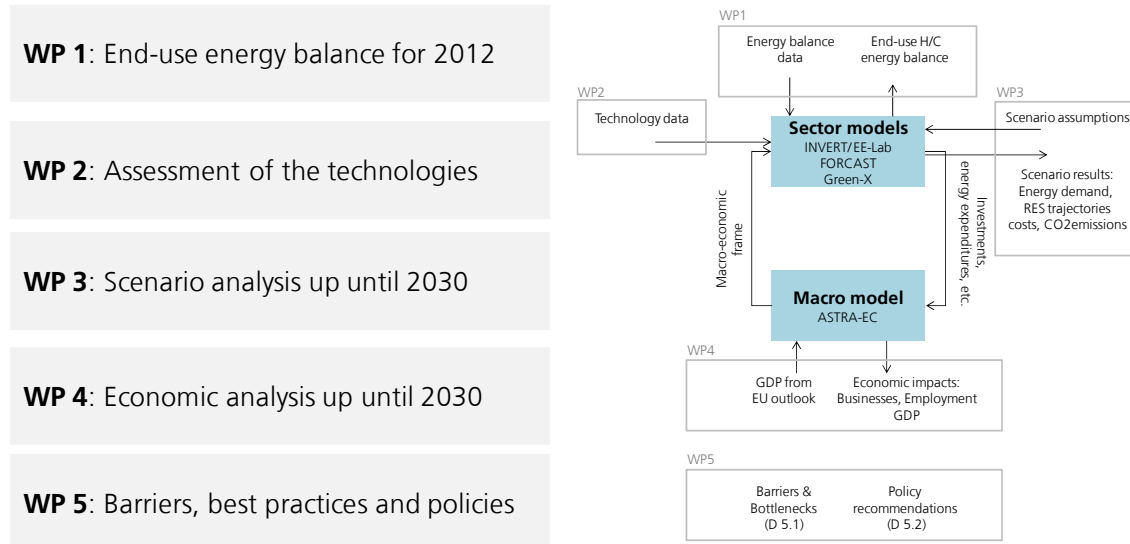 WP 1: End-use energy balance for 2012
WP 2: Assessment of the technologies
WP 3: Scenario analysis up until 2030
WP 4: Economic analysis up until 2030
WP 5: Barriers, best practices and policies
WP1
Energy balance
data
End-use H/C
energy balance
WP2
Technology data
WP3
Scenario assumptions
Scenario results:
Energy demand,
RES trajectories
costs, CO2emissions
Sector models
INVERT/EE-Lab
FORCAST
Green-X
Macro-economic
frame
Investments,
energy expenditures, etc.
Macro model
ASTRA-EC
WP4
GDP from
EU outlook
Economic impacts:
Businesses, Employment
GDP
WP5
Barriers &
Bottlenecks
(D 5.1)
Policy
recommendations
(D 5.2)